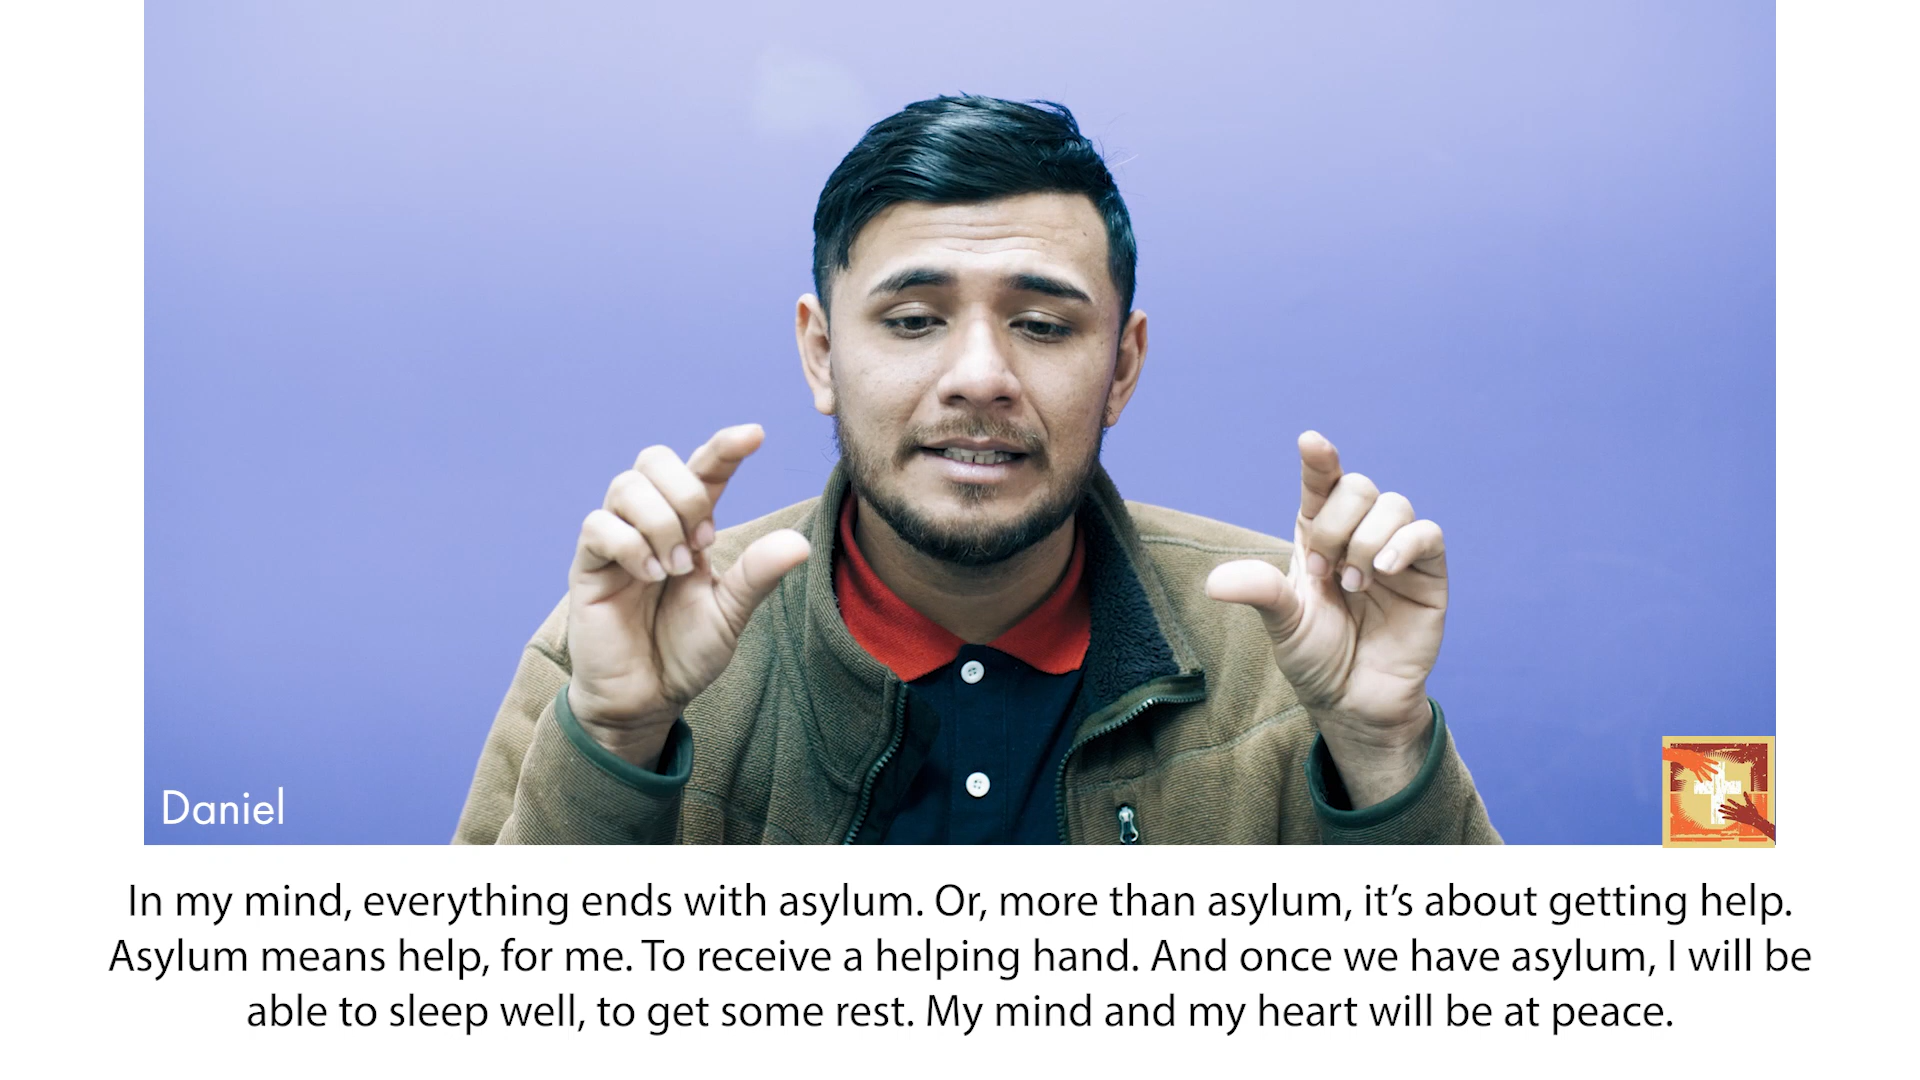 Daniel
In my mind, everything ends with asylum. Or, more than asylum, it’s about getting help.
Asylum means help, for me. To receive a helping hand. And once we have asylum, I will be
able to sleep well, to get some rest. My mind and my heart will be at peace.